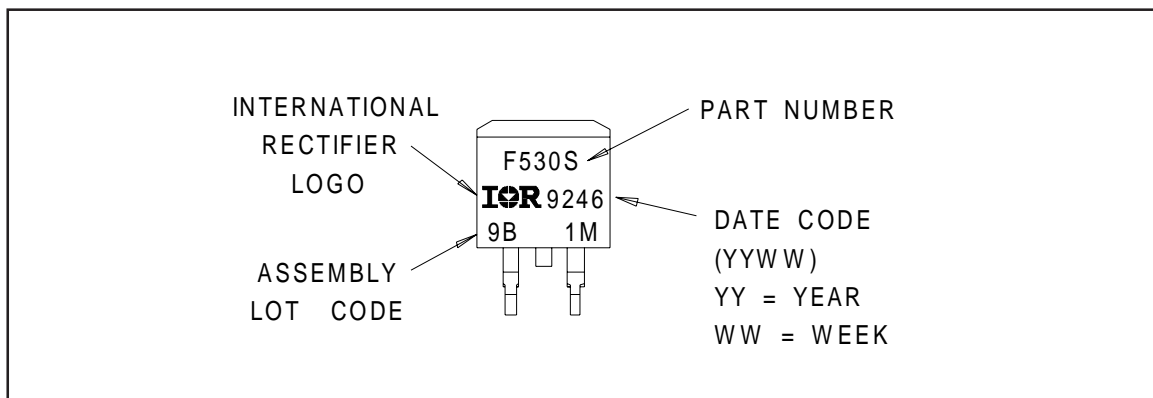 INTERNATIONAL
RECTIFIER
LOGO
ASSEMBLY
LOT CODE
F530S
IOR 9246
9B 1M
PART NUMBER
DATE CODE
(YYWW)
YY = YEAR
WW = WEEK